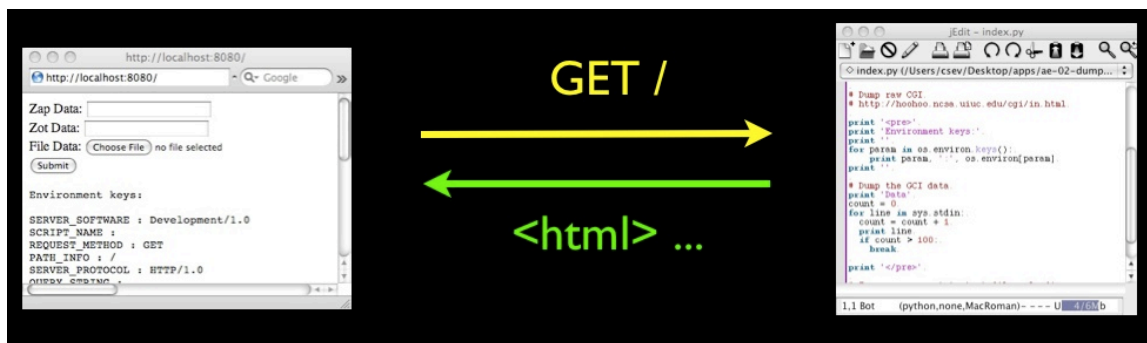 http://localhost:8080/
http://localhost:8080/
Google
Zap Data:
Zot Data:
File Data: Choose File no file selected
Submit
Environment keys:
SERVER_SOFTWARE : Development/1.0
SCRIPT_NAME :
REQUEST_METHOD : GET
PATH_INFO : /
SERVER_PROTOCOL : HTTP/1.0
QUERY_STRING :
GET /
<html> ...
jEdit - index.py
index.py (/Users/csev/Desktop/apps/ae-02-dump...
# Dump raw CGI
# http://hoohoo.ncsa.uiuc.edu/cgi/in.html
print '<pre>'
print 'Environment keys:'
print ''
for param in os.environ.keys():
print param, ':', os.environ[param]
print ''
# Dump the GCI data
print 'Data'
count = 0
for line in sys.stdin:
count = count + 1
print line
if count > 100:
break
print '</pre>'
1,1 Bot (python,none,MacRoman)- - - - U 4/6Mb